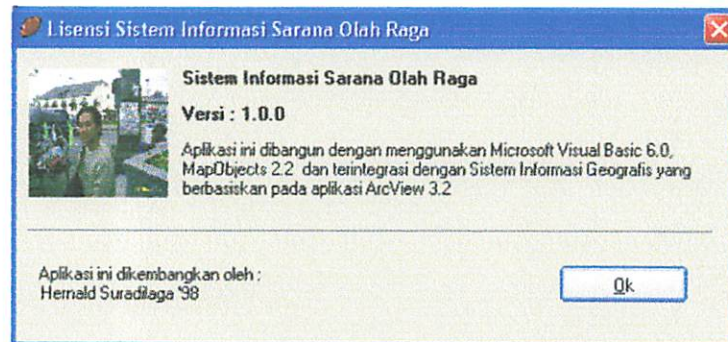 Lisensi Sistem Informasi Sarana Olah Raga
Sistem Informasi Sarana Olah Raga
Versi : 1.0.0
Aplikasi ini dibangun dengan menggunakan Microsoft Visual Basic 6.0,
MapObjects 2.2 dan terintegrasi dengan Sistem Informasi Geografis yang
berbasiskan pada aplikasi ArcView 3.2
Aplikasi ini dikembangkan oleh :
Hernald Suradilaga '98
Ok